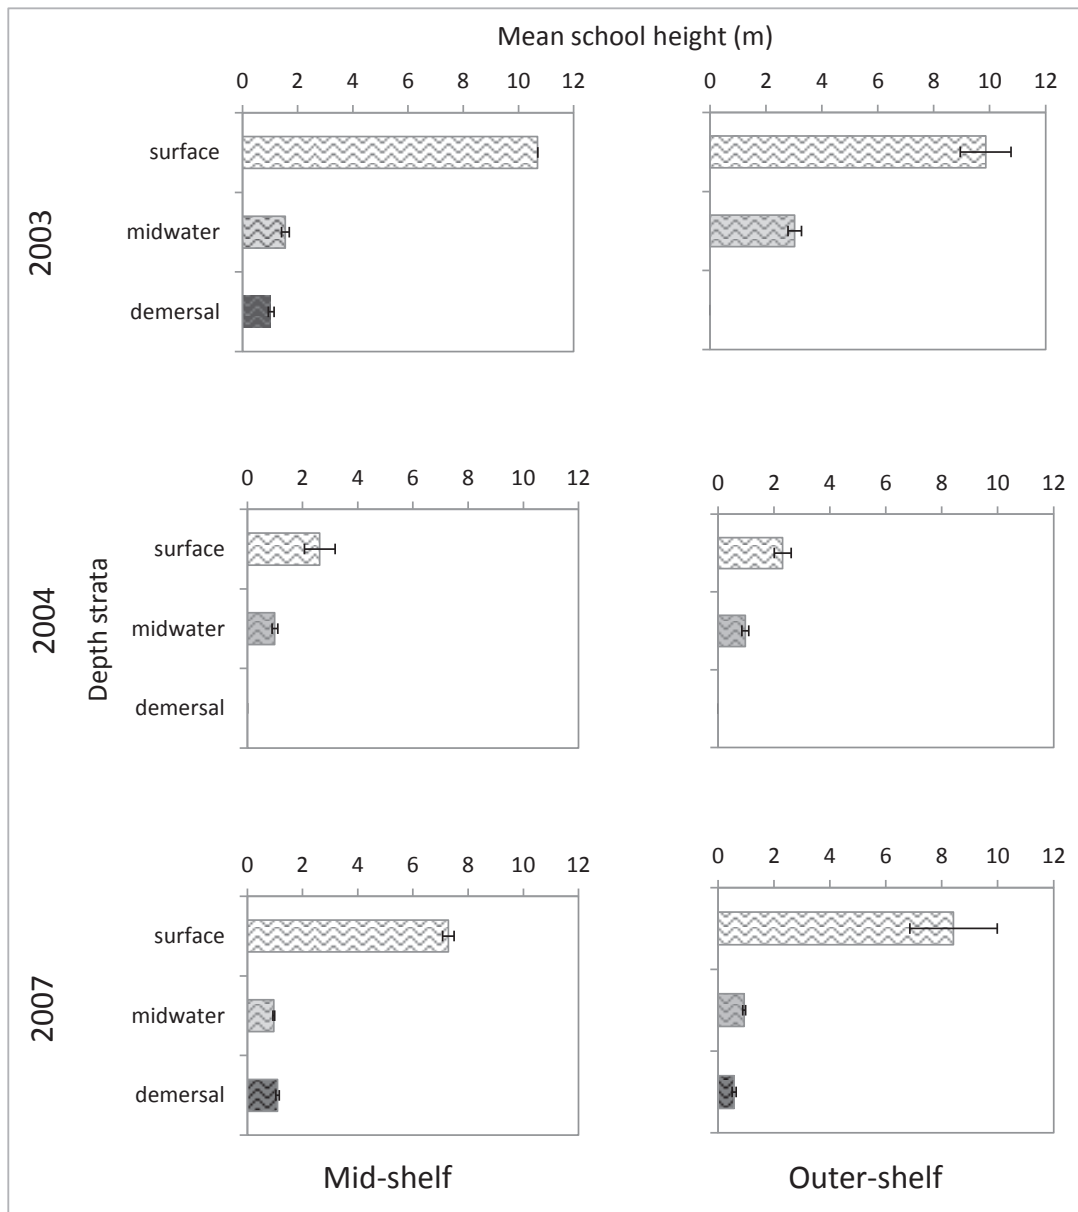 Mean school height (m)
0 2 4 6 8 10 12
0 2 4 6 8 10 12
2003
surface
midwater
demersal
0 2 4 6 8 10 12
0 2 4 6 8 10 12
2004
Depth strata
surface
midwater
demersal
0 2 4 6 8 10 12
0 2 4 6 8 10 12
2007
surface
midwater
demersal
Mid-shelf
Outer-shelf